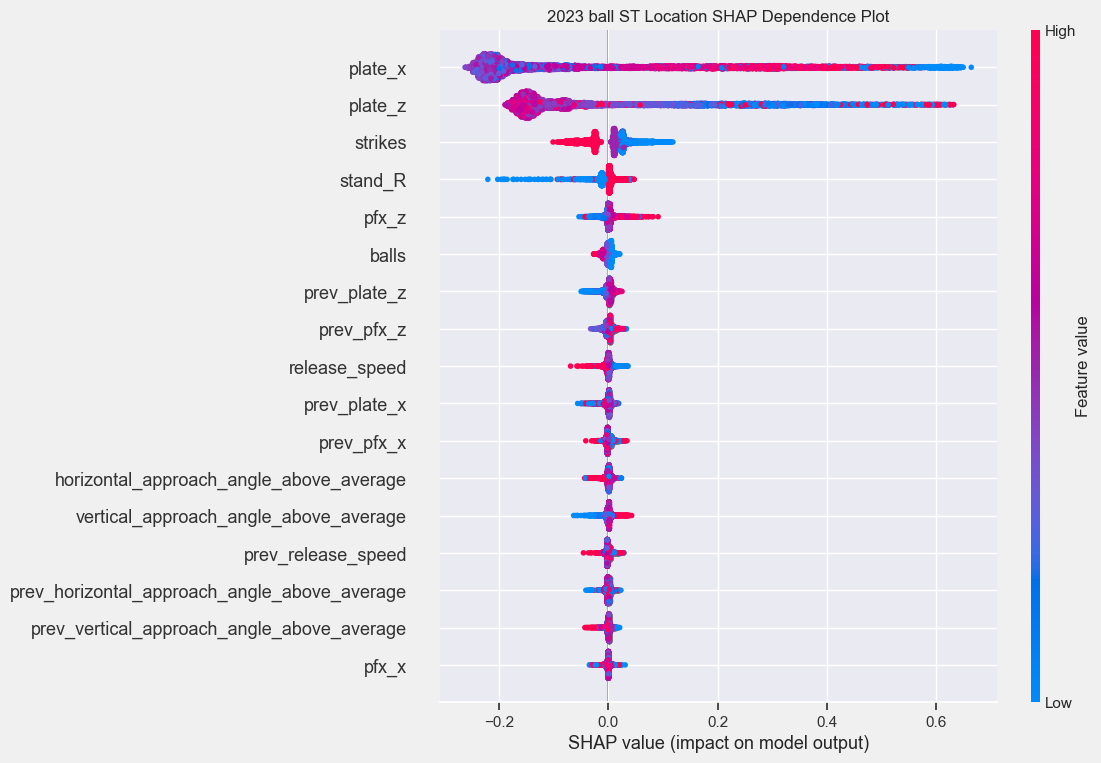 2023 ball ST Location SHAP Dependence Plot
High
plate_x
plate_z
strikes
stand_R
pfx_z
balls
prev_plate_z
prev_pfx_z
release_speed
prev_plate_x
prev_pfx_x
horizontal_approach_angle_above_average
vertical_approach_angle_above_average
prev_release_speed
prev_horizontal_approach_angle_above_average
prev_vertical_approach_angle_above_average
pfx_x
Feature value
Low
−0.2 0.0 0.2 0.4 0.6
SHAP value (impact on model output)